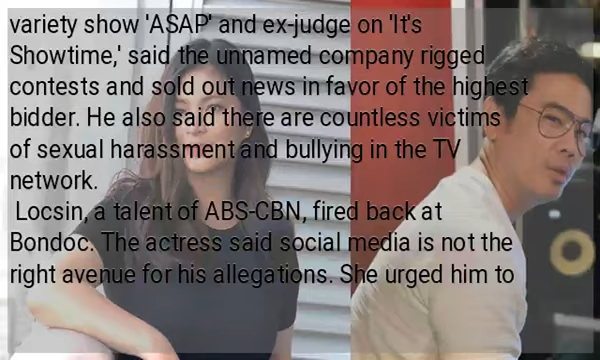 variety show 'ASAP' and ex-judge on 'It's
Showtime,' said the unnamed company rigged
contests and sold out news in favor of the highest
bidder. He also said there are countless victims
of sexual harassment and bullying in the TV
network.
Locsin, a talent of ABS-CBN, fired back at
Bondoc. The actress said social media is not the
right avenue for his allegations. She urged him to